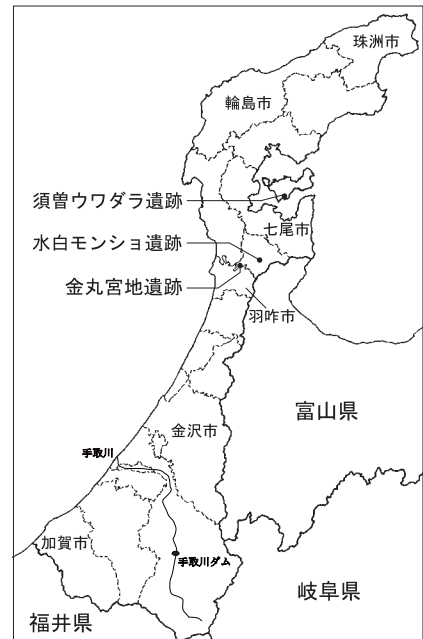 珠洲市
輪島市
須曽ウワダラ遺跡
七尾市
水白モンショ遺跡
金丸宮地遺跡
羽咋市
富山県
金沢市
手取川
加賀市
手取川ダム
岐阜県
福井県